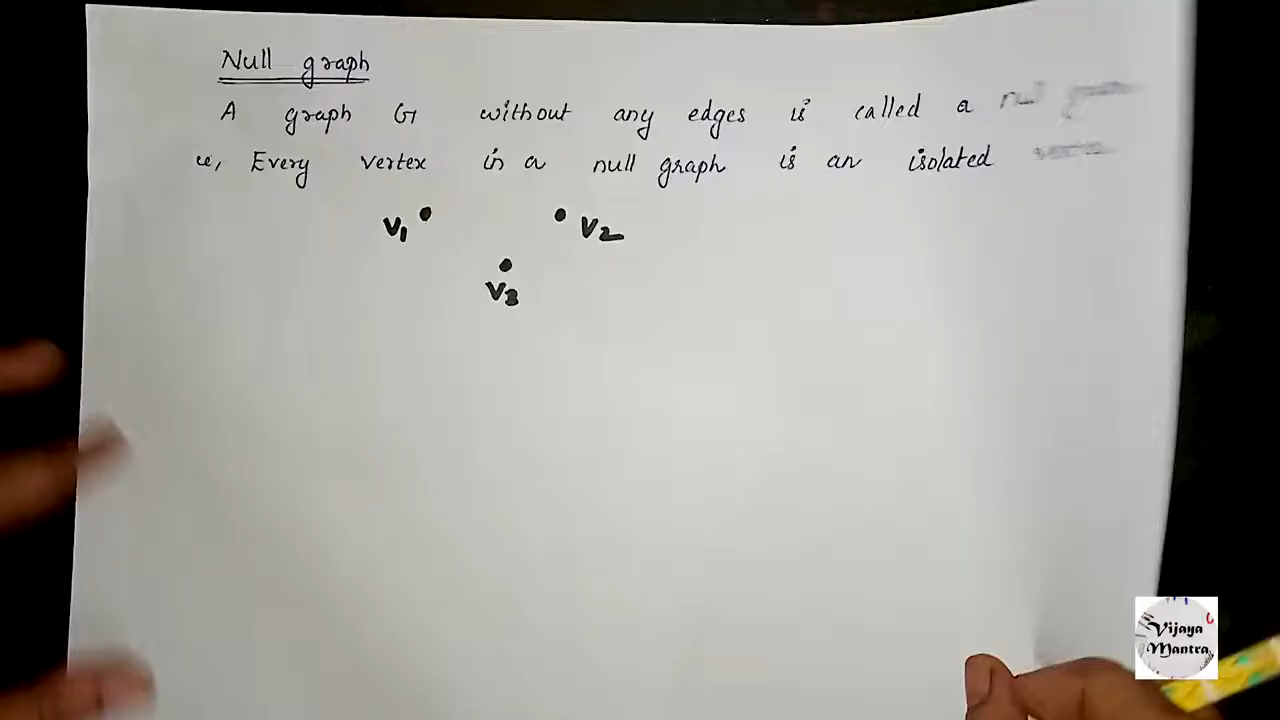 Null graph
A graph G without any edges is called a null
ie, Every vertex in a null graph is an isolated
V1 V2
V3
Vijaya
Mantra